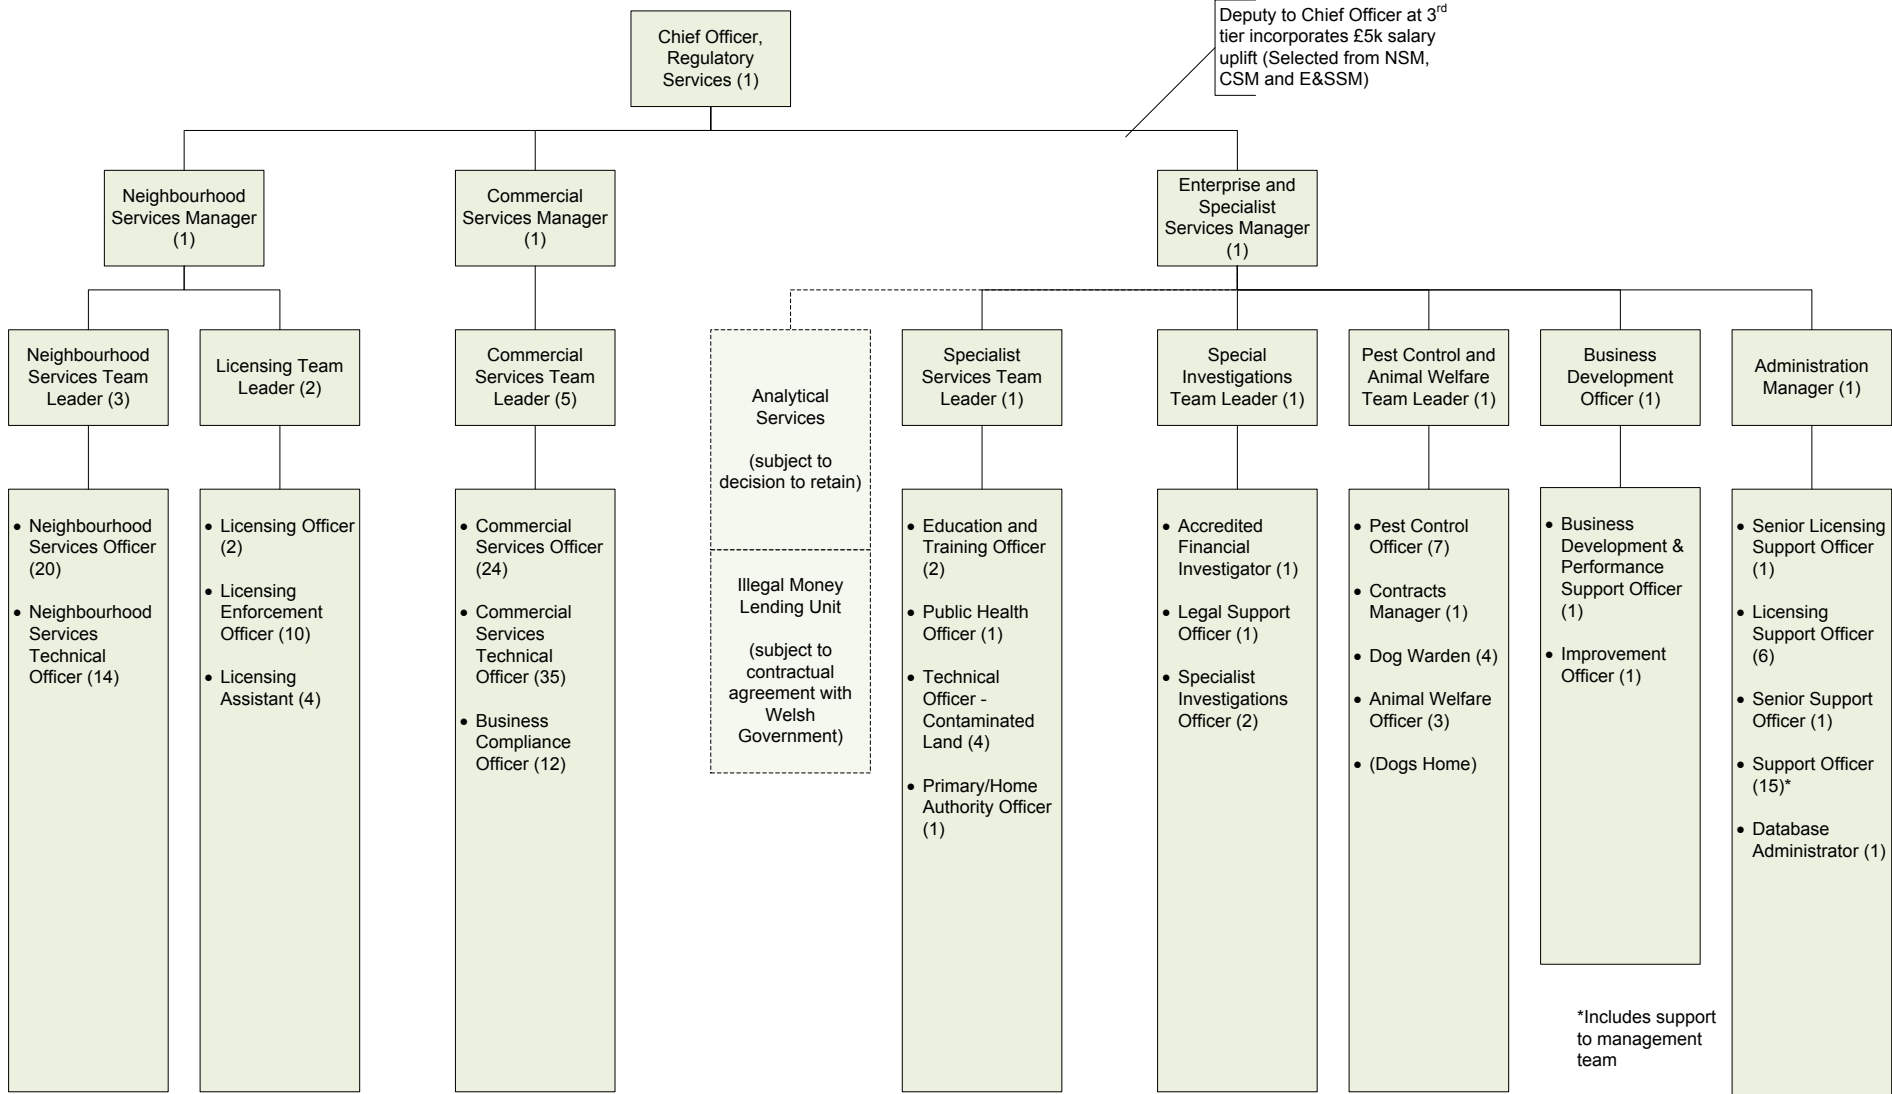 Chief Officer,
Regulatory
Services (1)
Deputy to Chief Officer at 3rd
tier incorporates £5k salary
uplift (Selected from NSM,
CSM and E&SSM)
Neighbourhood
Services Manager
(1)
Commercial
Services Manager
(1)
Enterprise and
Specialist
Services Manager
(1)
Neighbourhood
Services Team
Leader (3)
Licensing Team
Leader (2)
Commercial
Services Team
Leader (5)
Analytical
Services
(subject to
decision to retain)
Specialist
Services Team
Leader (1)
Special
Investigations
Team Leader (1)
Pest Control and
Animal Welfare
Team Leader (1)
Business
Development
Officer (1)
Administration
Manager (1)
• Neighbourhood
Services Officer
(20)
• Neighbourhood
Services
Technical
Officer (14)
• Licensing Officer
(2)
• Licensing
Enforcement
Officer (10)
• Licensing
Assistant (4)
• Commercial
Services Officer
(24)
• Commercial
Services
Technical
Officer (35)
• Business
Compliance
Officer (12)
Illegal Money
Lending Unit
(subject to
contractual
agreement with
Welsh
Government)
• Education and
Training Officer
(2)
• Public Health
Officer (1)
• Technical
Officer -
Contaminated
Land (4)
• Primary/Home
Authority Officer
(1)
• Accredited
Financial
Investigator (1)
• Legal Support
Officer (1)
• Specialist
Investigations
Officer (2)
• Pest Control
Officer (7)
• Contracts
Manager (1)
• Dog Warden (4)
• Animal Welfare
Officer (3)
• (Dogs Home)
• Business
Development &
Performance
Support Officer
(1)
• Improvement
Officer (1)
• Senior Licensing
Support Officer
(1)
• Licensing
Support Officer
(6)
• Senior Support
Officer (1)
• Support Officer
(15)*
• Database
Administrator (1)
*Includes support
to management
team